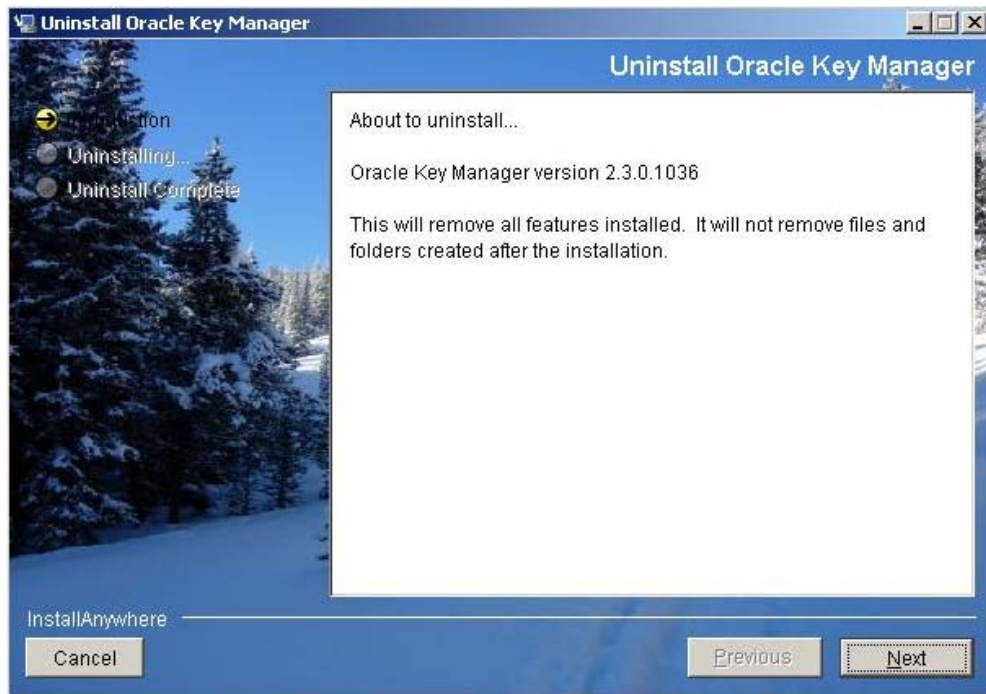 Uninstall Oracle Key Manager
Uninstall Oracle Key Manager
Introduction
Uninstalling...
Uninstall Complete
About to uninstall...
Oracle Key Manager version 2.3.0.1036
This will remove all features installed.  It will not remove files and
folders created after the installation.
InstallAnywhere
Cancel
Previous
Next